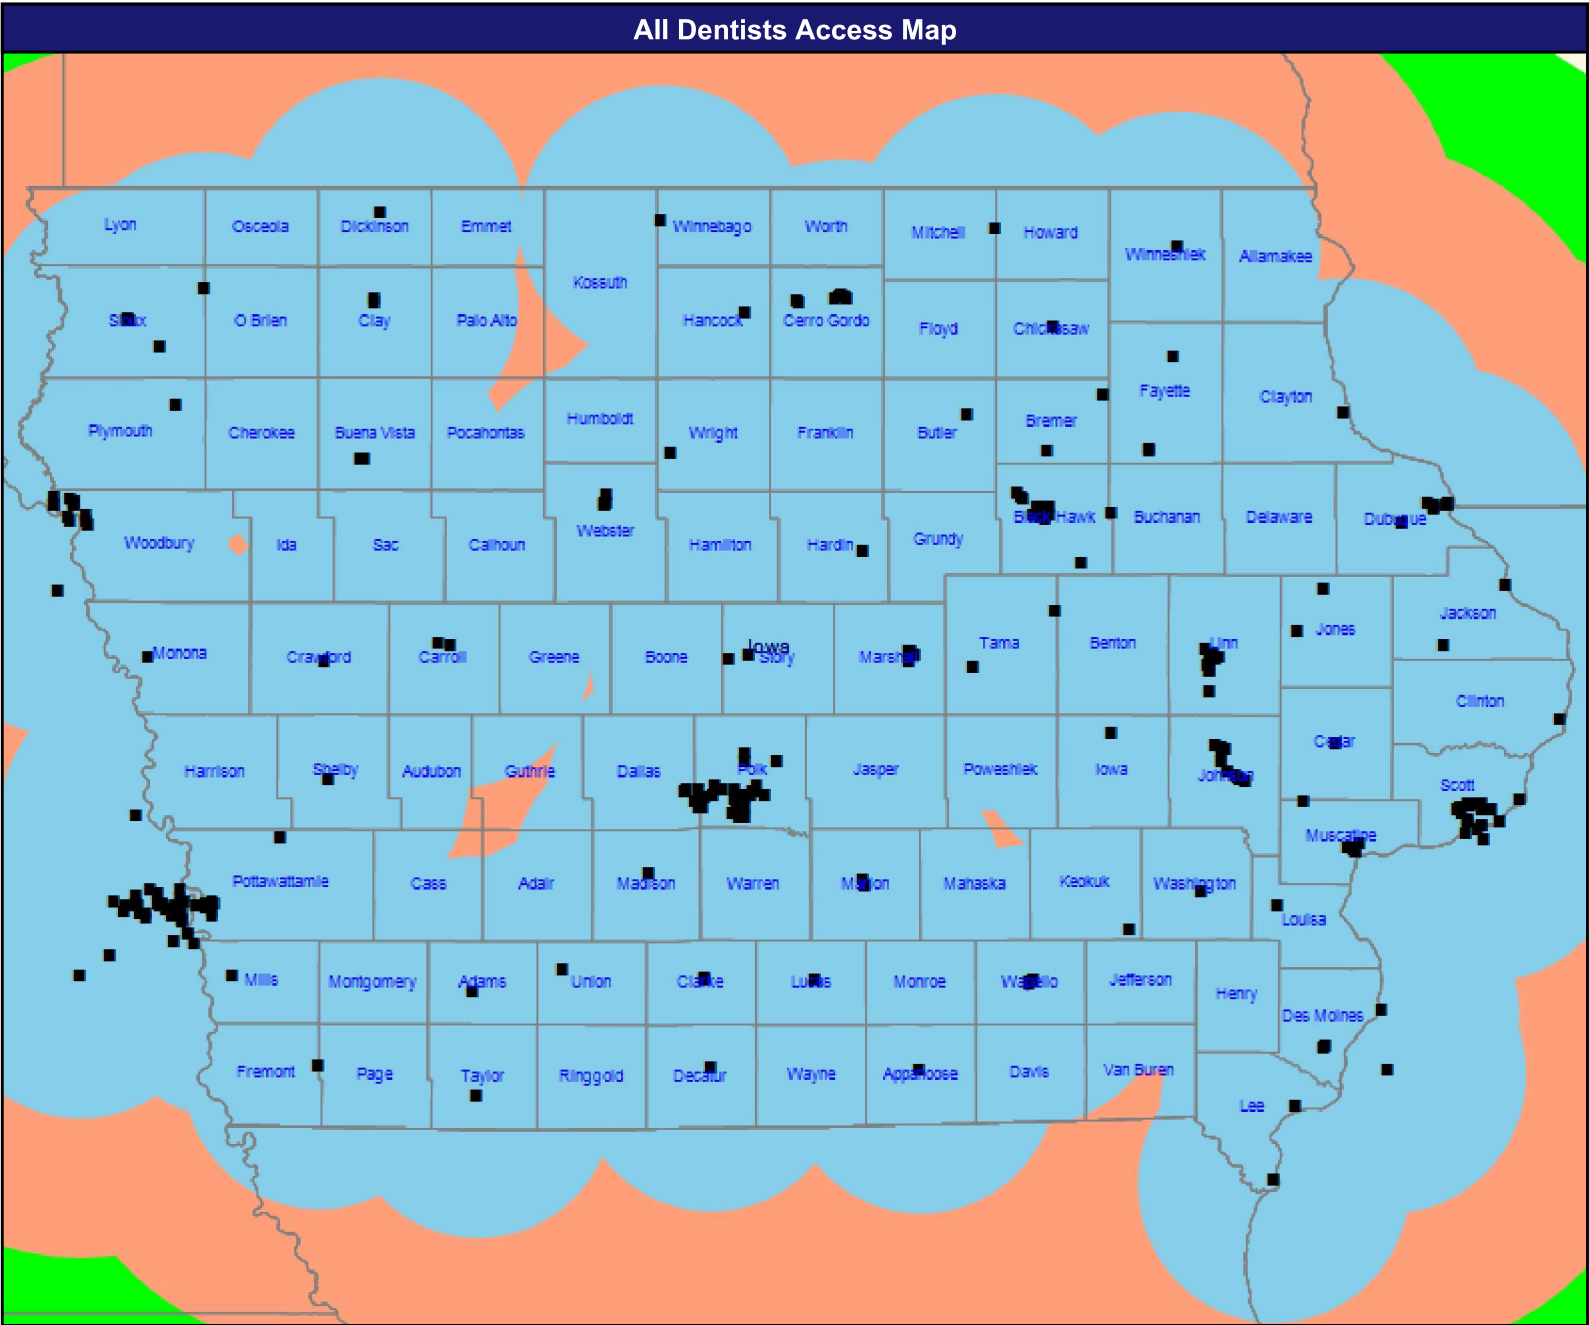 All Dentists Access Map
Lyon
Osceola
Dickinson
Emmet
Winnebago
Worth
Mitchell
Howard
Winneshiek
Allamakee
Kossuth
Sioux
O Brien
Clay
Palo Alto
Hancock
Cerro Gordo
Floyd
Chickasaw
Plymouth
Cherokee
Buena Vista
Pocahontas
Humboldt
Wright
Franklin
Butler
Bremer
Fayette
Clayton
Woodbury
Ida
Sac
Calhoun
Webster
Hamilton
Hardin
Grundy
Black Hawk
Buchanan
Delaware
Dubuque
Monona
Crawford
Carroll
Greene
Boone
Iowa
Story
Marshall
Tama
Benton
Linn
Jones
Jackson
Clinton
Harrison
Shelby
Audubon
Guthrie
Dallas
Polk
Jasper
Poweshiek
Iowa
Johnson
Cedar
Scott
Muscatine
Pottawattamie
Cass
Adair
Madison
Warren
Marion
Mahaska
Keokuk
Washington
Louisa
Mills
Montgomery
Adams
Union
Clarke
Lucas
Monroe
Wapello
Jefferson
Henry
Des Moines
Fremont
Page
Taylor
Ringgold
Decatur
Wayne
Appanoose
Davis
Van Buren
Lee